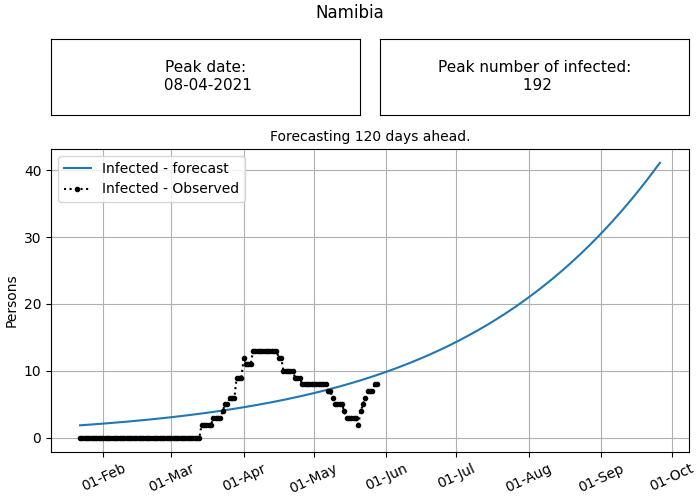 Namibia
Peak date:
08-04-2021
Peak number of infected:
192
Forecasting 120 days ahead.
Infected - forecast
Infected - Observed
Persons
40
30
20
10
0
01-Feb
01-Mar
01-Apr
01-May
01-Jun
01-Jul
01-Aug
01-Sep
01-Oct